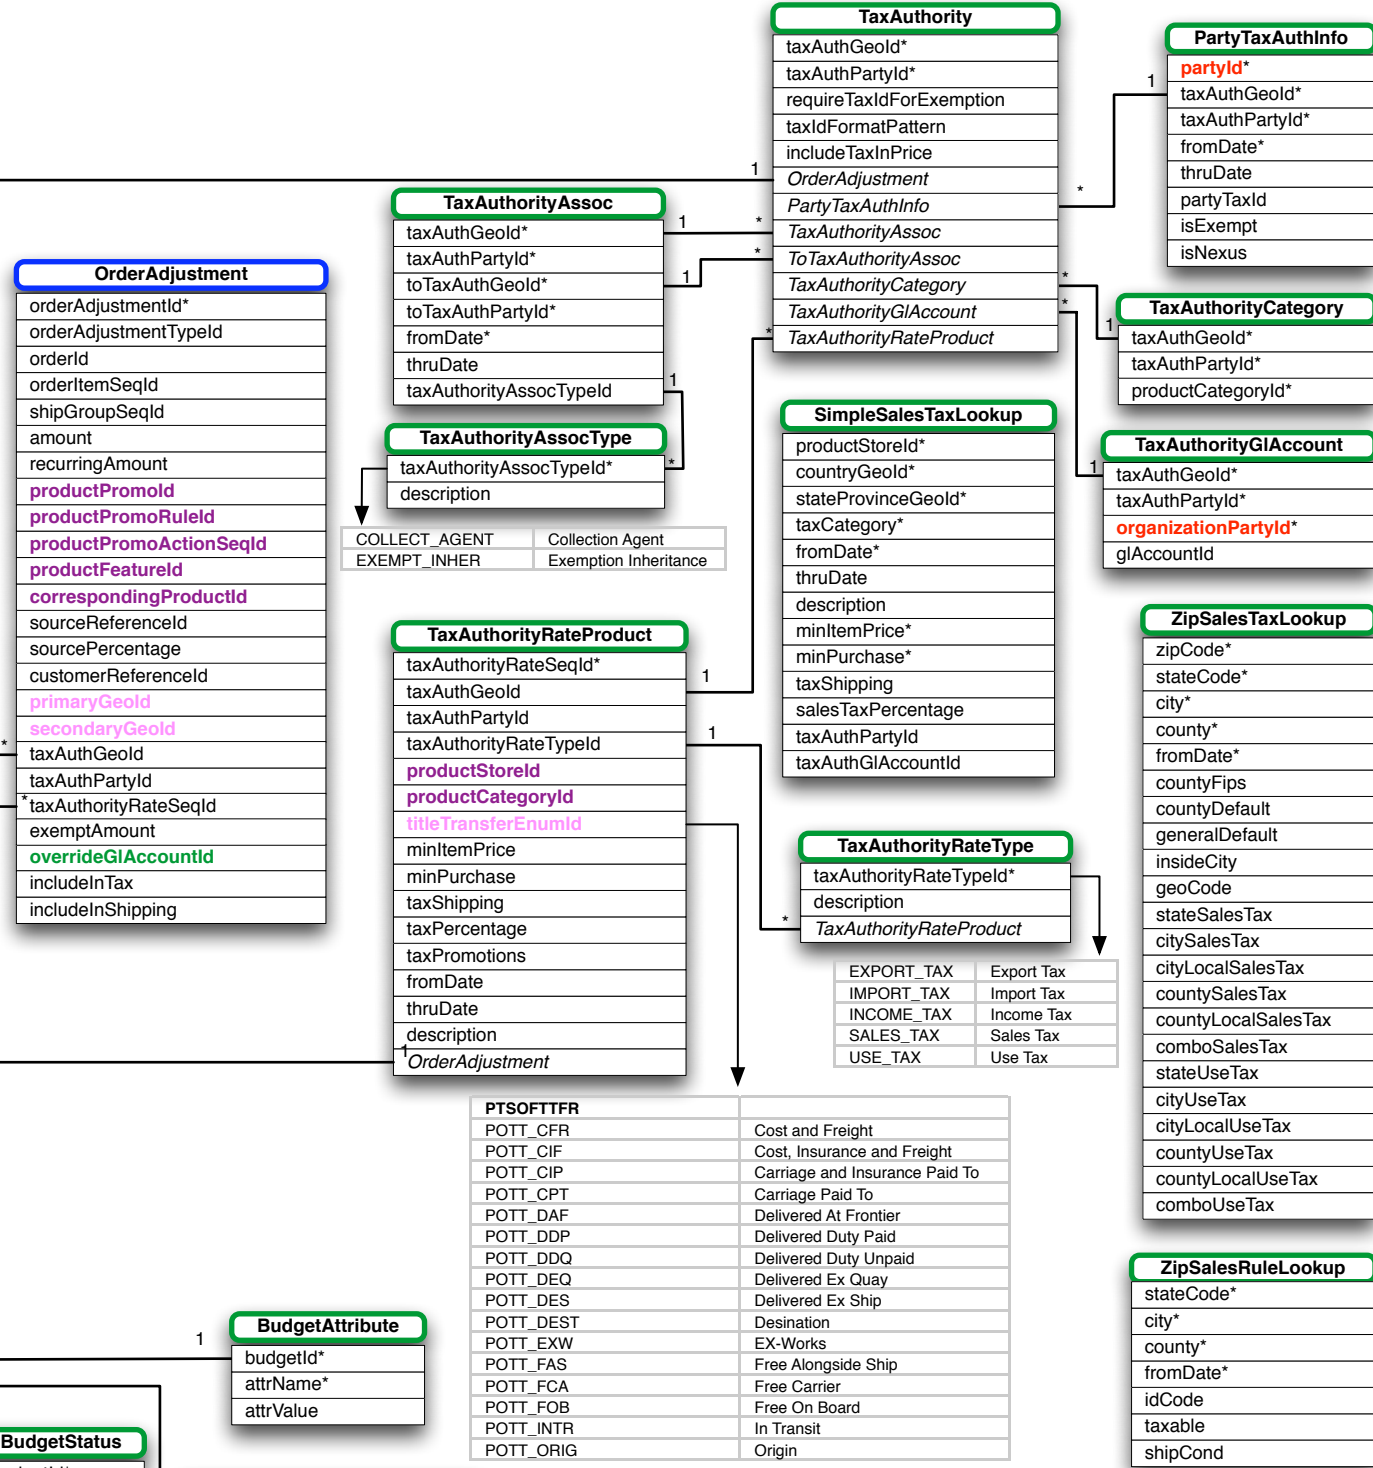 TaxAuthority
taxAuthGeoId*
taxAuthPartyId*
requireTaxIdForExemption
taxIdFormatPattern
includeTaxInPrice
OrderAdjustment
PartyTaxAuthInfo
TaxAuthorityAssoc
ToTaxAuthorityAssoc
TaxAuthorityCategory
TaxAuthorityGlAccount
TaxAuthorityRateProduct
1
*
*
*
*
*
*
PartyTaxAuthInfo
partyId*
taxAuthGeoId*
taxAuthPartyId*
fromDate*
thruDate
partyTaxId
isExempt
isNexus
1
TaxAuthorityAssoc
taxAuthGeoId*
taxAuthPartyId*
toTaxAuthGeoId*
toTaxAuthPartyId*
fromDate*
thruDate
taxAuthorityAssocTypeId
1
1
1
TaxAuthorityAssocType
taxAuthorityAssocTypeId*
description
*
COLLECT_AGENT Collection Agent
EXEMPT_INHER Exemption Inheritance
OrderAdjustment
orderAdjustmentId*
orderAdjustmentTypeId
orderId
orderItemSeqId
shipGroupSeqId
amount
recurringAmount
productPromoId
productPromoRuleId
productPromoActionSeqId
productFeatureId
correspondingProductId
sourceReferenceId
sourcePercentage
customerReferenceId
primaryGeoId
secondaryGeoId
* taxAuthGeoId
taxAuthPartyId
*taxAuthorityRateSeqId
exemptAmount
overrideGlAccountId
includeInTax
includeInShipping
TaxAuthorityCategory
1
taxAuthGeoId*
taxAuthPartyId*
productCategoryId*
TaxAuthorityGlAccount
1
taxAuthGeoId*
taxAuthPartyId*
organizationPartyId*
glAccountId
SimpleSalesTaxLookup
productStoreId*
countryGeoId*
stateProvinceGeoId*
taxCategory*
fromDate*
thruDate
description
minItemPrice*
minPurchase*
taxShipping
salesTaxPercentage
taxAuthPartyId
taxAuthGlAccountId
TaxAuthorityRateProduct
taxAuthorityRateSeqId*
taxAuthGeoId
taxAuthPartyId
taxAuthorityRateTypeId
productStoreId
productCategoryId
titleTransferEnumId
minItemPrice
minPurchase
taxShipping
taxPercentage
taxPromotions
fromDate
thruDate
description
OrderAdjustment
1
1
1
TaxAuthorityRateType
taxAuthorityRateTypeId*
description
TaxAuthorityRateProduct
*
EXPORT_TAX Export Tax
IMPORT_TAX Import Tax
INCOME_TAX Income Tax
SALES_TAX Sales Tax
USE_TAX Use Tax
ZipSalesTaxLookup
zipCode*
stateCode*
city*
county*
fromDate*
countyFips
countyDefault
generalDefault
insideCity
geoCode
stateSalesTax
citySalesTax
cityLocalSalesTax
countySalesTax
countyLocalSalesTax
comboSalesTax
stateUseTax
cityUseTax
cityLocalUseTax
countyUseTax
countyLocalUseTax
comboUseTax
PTSOFTTFR
POTT_CFR Cost and Freight
POTT_CIF Cost, Insurance and Freight
POTT_CIP Carriage and Insurance Paid To
POTT_CPT Carriage Paid To
POTT_DAF Delivered At Frontier
POTT_DDP Delivered Duty Paid
POTT_DDQ Delivered Duty Unpaid
POTT_DEQ Delivered Ex Quay
POTT_DES Delivered Ex Ship
POTT_DEST Desination
POTT_EXW EX-Works
POTT_FAS Free Alongside Ship
POTT_FCA Free Carrier
POTT_FOB Free On Board
POTT_INTR In Transit
POTT_ORIG Origin
ZipSalesRuleLookup
stateCode*
city*
county*
fromDate*
idCode
taxable
shipCond
BudgetAttribute
1
budgetId*
attrName*
attrValue
BudgetStatus